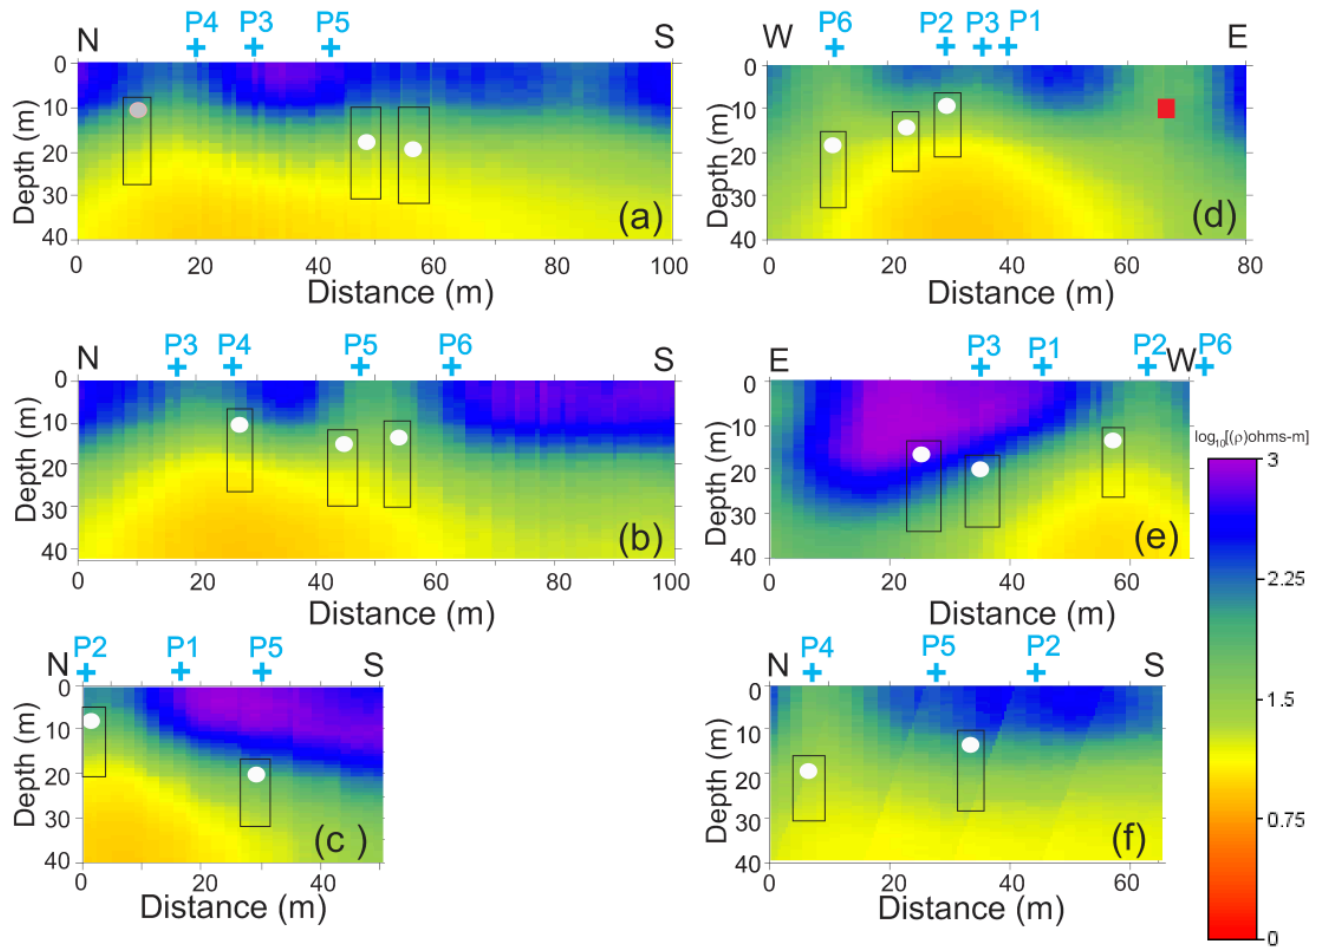 N P4 P3 P5 S
0
10
20
30
40
Depth (m)
(a)
0 20 40 60 80 100
Distance (m)
W P6 P2 P3 P1 E
0
10
20
30
40
Depth (m)
(d)
0 20 40 60 80
Distance (m)
N P3 P4 P5 P6 S
0
10
20
30
40
Depth (m)
(b)
0 20 40 60 80 100
Distance (m)
E P3 P1 P2 W P6
0
10
20
30
40
Depth (m)
(e)
0 20 40 60
Distance (m)
N P2 P1 P5 S
0
10
20
30
40
Depth (m)
(c )
0 20 40
Distance (m)
N P4 P5 P2 S
0
10
20
30
40
Depth (m)
(f)
0 20 40 60
Distance (m)
log10[(ρ)ohms-m]
3
2.25
1.5
0.75
0